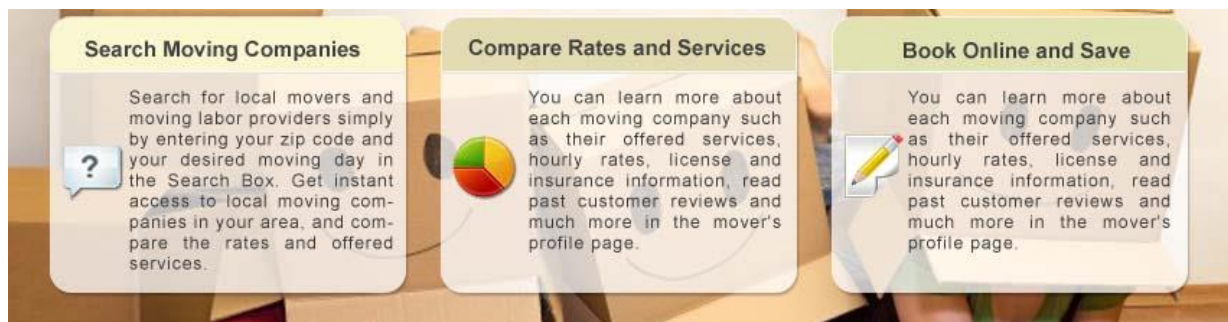 Search Moving Companies
Search for local movers and
moving labor providers simply
by entering your zip code and
your desired moving day in
the Search Box. Get instant
access to local moving com-
panies in your area, and com-
pare the rates and offered
services.
?
Compare Rates and Services
You can learn more about
each moving company such
as their offered services,
hourly rates, license and
insurance information, read
past customer reviews and
much more in the mover's
profile page.
Book Online and Save
You can learn more about
each moving company such
as their offered services,
hourly rates, license and
insurance information, read
past customer reviews and
much more in the mover's
profile page.